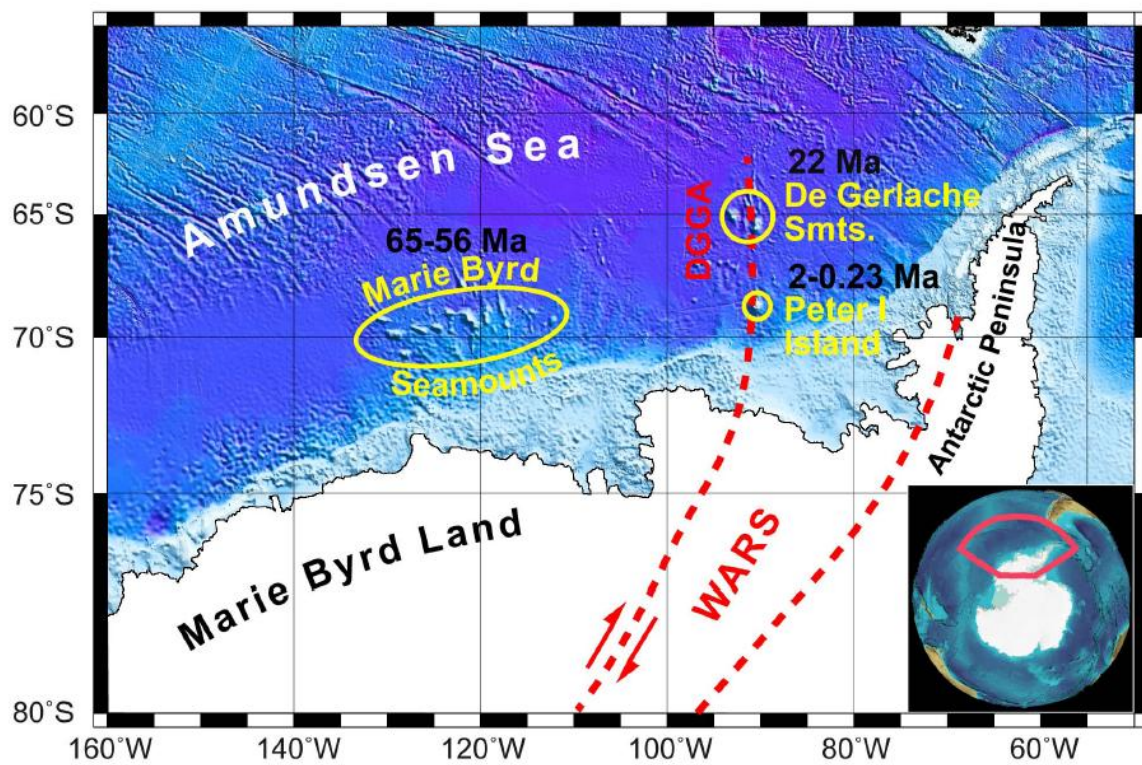 60°S
65°S
70°S
75°S
80°S
160°W
140°W
120°W
100°W
80°W
60°W
Amundsen Sea
65-56 Ma
Marie Byrd
Seamounts
DGGA
22 Ma
De Gerlache
Smts.
2-0.23 Ma
Peter I
Island
Antarctic Peninsula
Marie Byrd Land
WARS